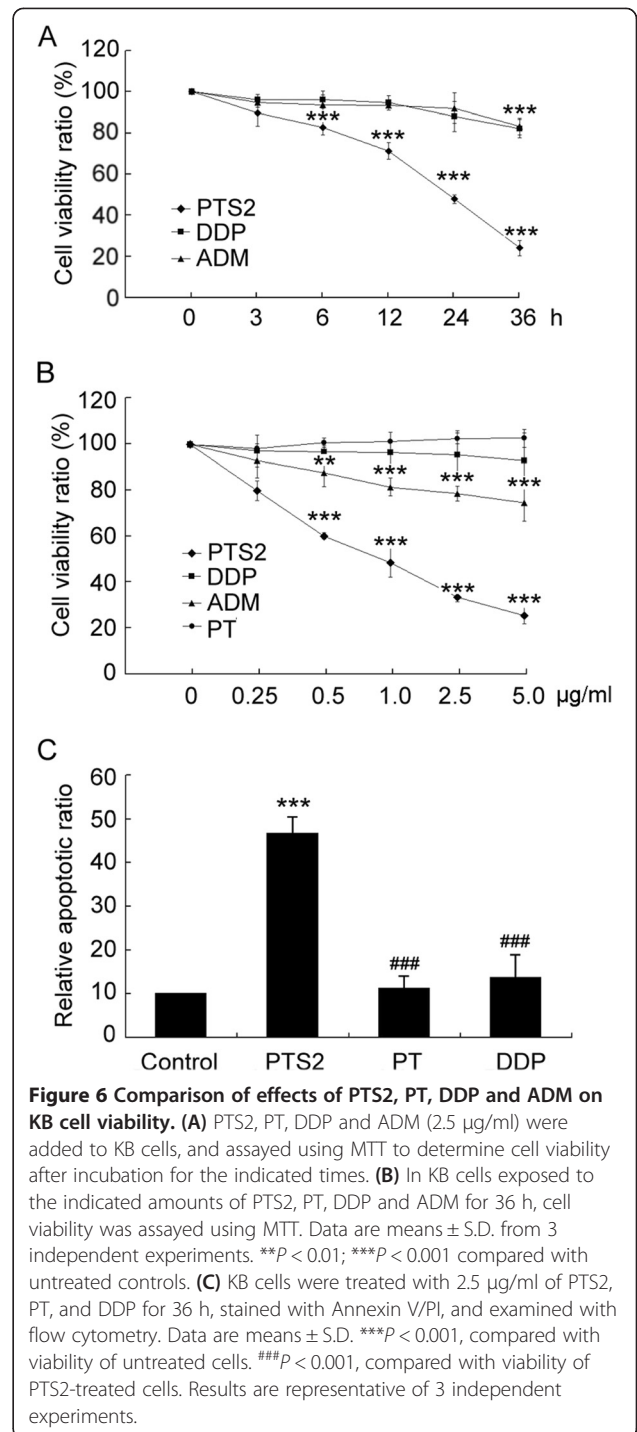 A
Cell viability ratio (%)
120
100
80
60
40
20
0
***
***
***
***
***
PTS2
DDP
ADM
0 3 6 12 24 36 h
B
Cell viability ratio (%)
120
100
80
60
40
20
0
** *** *** ***
*** *** *** ***
PTS2
DDP
ADM
PT
0 0.25 0.5 1.0 2.5 5.0 µg/ml
C
Relative apoptotic ratio
60
50
40
30
20
10
0
***
### ###
Control PTS2 PT DDP
Figure 6 Comparison of effects of PTS2, PT, DDP and ADM on
KB cell viability. (A) PTS2, PT, DDP and ADM (2.5 µg/ml) were
added to KB cells, and assayed using MTT to determine cell viability
after incubation for the indicated times. (B) In KB cells exposed to
the indicated amounts of PTS2, PT, DDP and ADM for 36 h, cell
viability was assayed using MTT. Data are means ± S.D. from 3
independent experiments. **P < 0.01; ***P < 0.001 compared with
untreated controls. (C) KB cells were treated with 2.5 µg/ml of PTS2,
PT, and DDP for 36 h, stained with Annexin V/PI, and examined with
flow cytometry. Data are means ± S.D. ***P < 0.001, compared with
viability of untreated cells. ###P < 0.001, compared with viability of
PTS2-treated cells. Results are representative of 3 independent
experiments.